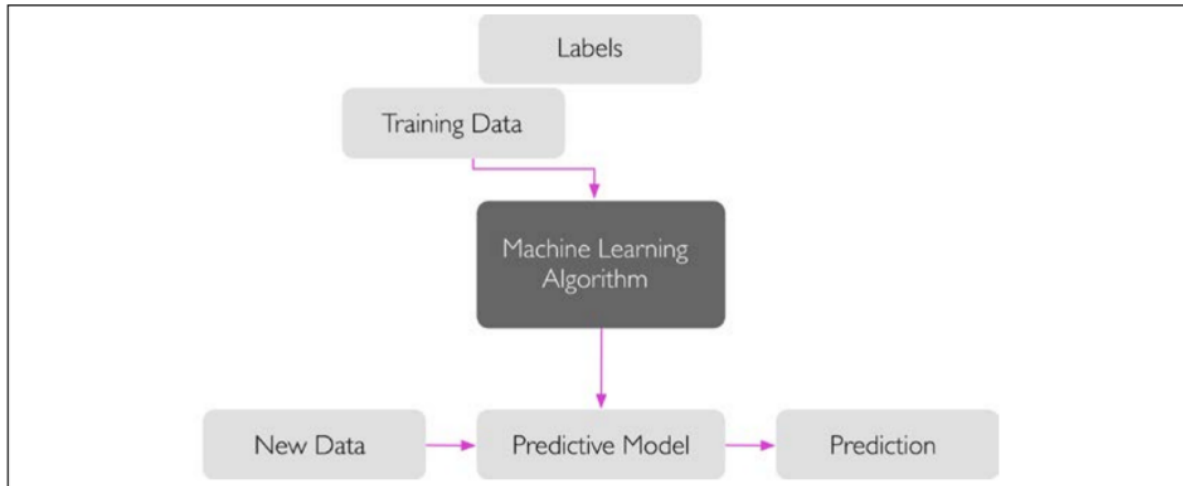 Labels
Training Data
Machine Learning
Algorithm
New Data
Predictive Model
Prediction